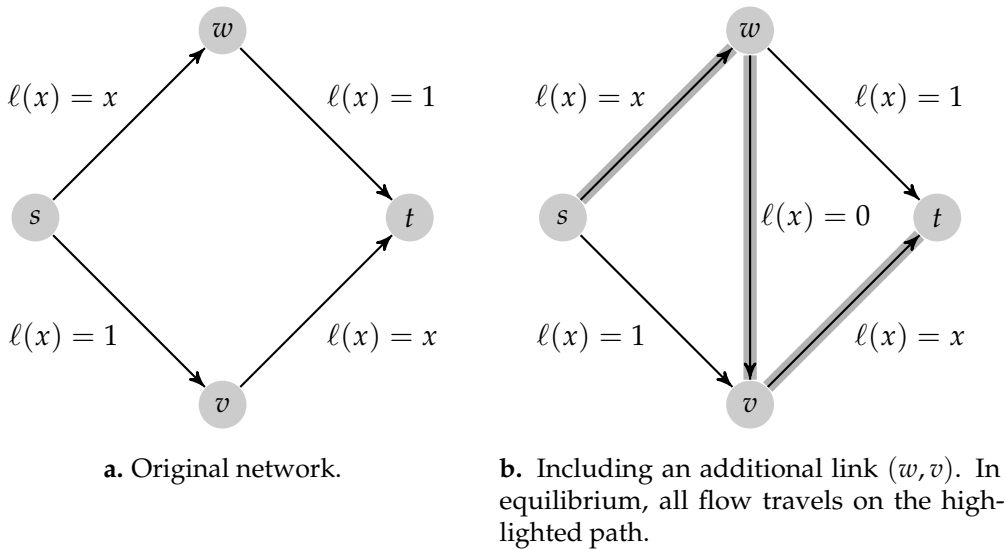 w
w
ℓ(x) = x
ℓ(x) = 1
ℓ(x) = x
ℓ(x) = 1
s
t
s
ℓ(x) = 0
t
ℓ(x) = 1
ℓ(x) = x
ℓ(x) = 1
ℓ(x) = x
v
v
a. Original network.
b. Including an additional link (w, v). In
equilibrium, all flow travels on the high-
lighted path.